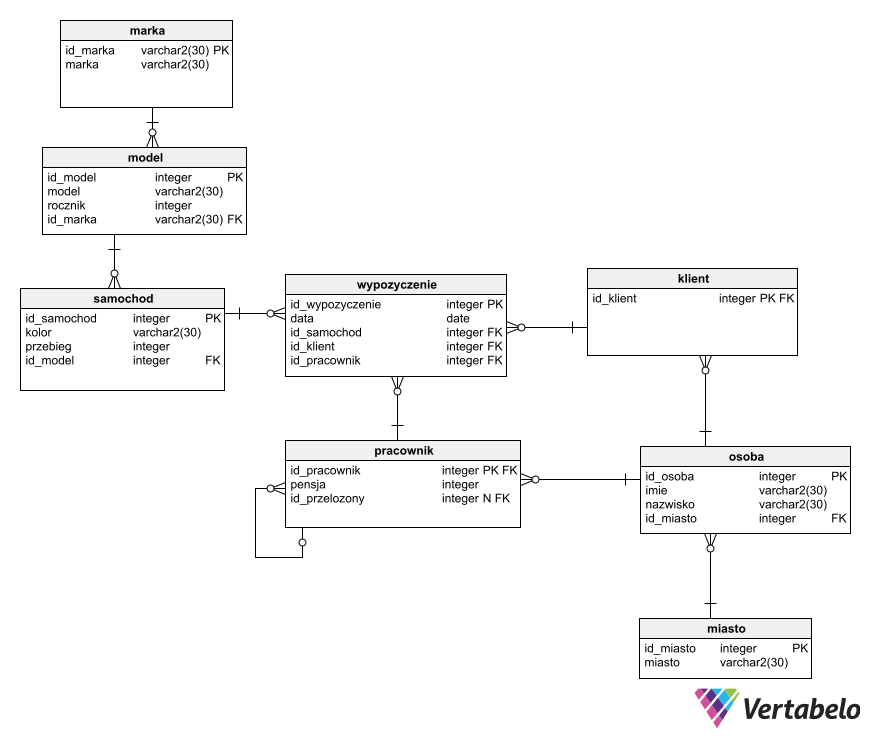 marka
id_marka varchar2(30) PK
marka varchar2(30)
model
id_model integer PK
model varchar2(30)
rocznik integer
id_marka varchar2(30) FK
samochod
id_samochod integer PK
kolor varchar2(30)
przebieg integer
id_model integer FK
wypozyczenie
id_wypozyczenie integer PK
data date
id_samochod integer FK
id_klient integer FK
id_pracownik integer FK
klient
id_klient integer PK FK
pracownik
id_pracownik integer PK FK
pensja integer
id_przelozony integer N FK
osoba
id_osoba integer PK
imie varchar2(30)
nazwisko varchar2(30)
id_miasto integer FK
miasto
id_miasto integer PK
miasto varchar2(30)
Vertabelo